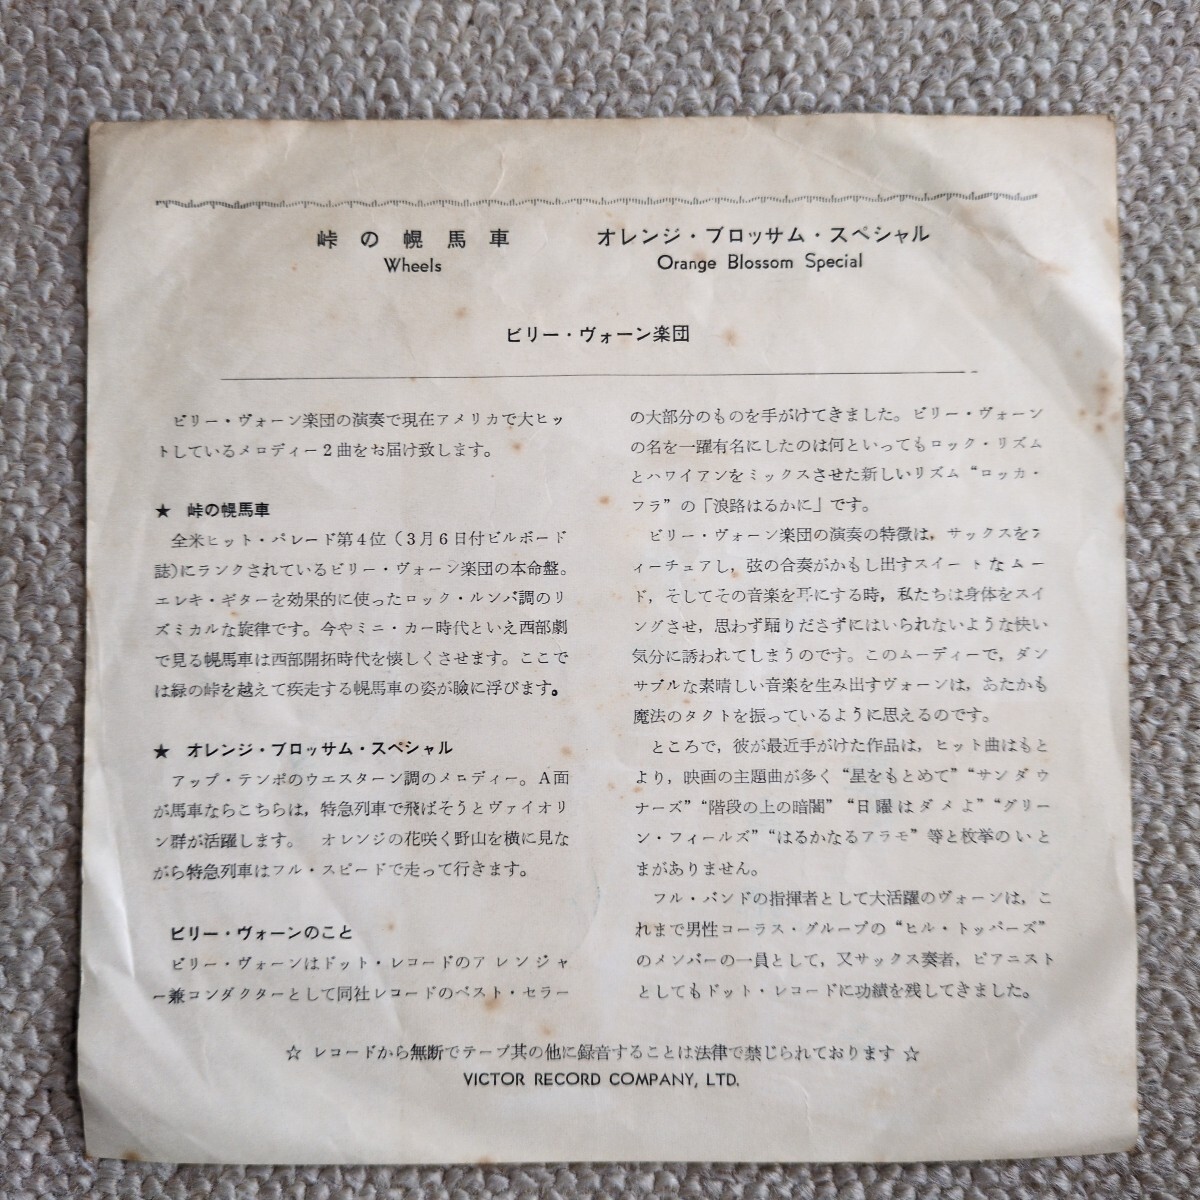 峠の幌馬車
Wheels
オレンジ・ブロッサム・スペシャル
Orange Blossom Special
ビリー・ヴォーン楽団
ビリー・ヴォーン楽団の演奏で現在アメリカで大ヒッ
トしているメロディー2曲をお届け致します。
★ 峠の幌馬車
全米ヒット・パレード第4位(3月6日付ビルボード
誌)にランクされているビリー・ヴォーン楽団の本命盤。
エレキ・ギターを効果的に使ったロック・ルンバ調のリ
ズミカルな旋律です。今やミニ・カー時代といえ西部劇
で見る幌馬車は西部開拓時代を懐しくさせます。ここで
は緑の峠を越えて疾走する幌馬車の姿が瞼に浮びます。
★ オレンジ・ブロッサム・スペシャル
アップ・テンポのウエスターン調のメロディー。A面
が馬車ならこちらは,特急列車で飛ばそうとヴァイオリ
ン群が活躍します。 オレンジの花咲く野山を横に見な
がら特急列車はフル・スピードで走って行きます。
ビリー・ヴォーンのこと
ビリー・ヴォーンはドット・レコードのアレンジャ
ー兼コンダクターとして同社レコードのベスト・セラー
の大部分のものを手がけてきました。ビリー・ヴォーン
の名を一躍有名にしたのは何といってもロック・リズム
とハワイアンをミックスさせた新しいリズム“ロッカ・
フラ”の「浪路はるかに」です。
ビリー・ヴォーン楽団の演奏の特徴は,サックスをフ
ィーチュアし,弦の合奏がかもし出すスイートなムー
ド,そしてその音楽を耳にする時,私たちは身体をスイ
ングさせ,思わず踊りださずにはいられないような快い
気分に誘われてしまうのです。このムーディーで,ダン
サブルな素晴しい音楽を生み出すヴォーンは,あたかも
魔法のタクトを振っているように思えるのです。
ところで,彼が最近手がけた作品は,ヒット曲はもと
より,映画の主題曲が多く“星をもとめて”“サンダウ
ナーズ”“階段の上の暗闇”“日曜はダメよ”“グリー
ン・フィールズ”“はるかなるアラモ”等と枚挙のいと
まがありません。
フル・バンドの指揮者として大活躍のヴォーンは,こ
れまで男性コーラス・グループの“ヒル・トッパーズ”
のメンバーの一員として,又サックス奏者,ピアニスト
としてもドット・レコードに功績を残してきました。
☆ レコードから無断でテープ其の他に録音することは法律で禁じられております ☆
VICTOR RECORD COMPANY, LTD.